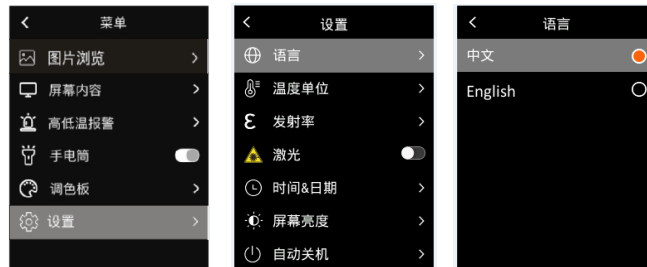 菜单
图片浏览
屏幕内容
高低温报警
手电筒
调色板
设置
设置
语言
温度单位
ε 发射率
激光
时间&日期
屏幕亮度
自动关机
语言
中文
English